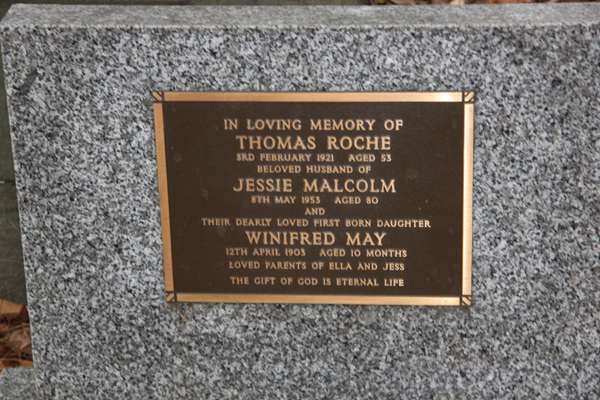 IN LOVING MEMORY OF
THOMAS ROCHE
3RD FEBRUARY 1921 AGED 53
BELOVED HUSBAND OF
JESSIE MALCOLM
8TH MAY 1953 AGED 80
AND
THEIR DEARLY LOVED FIRST BORN DAUGHTER
WINIFRED MAY
12TH APRIL 1903 AGED 10 MONTHS
LOVED PARENTS OF ELLA AND JESS
THE GIFT OF GOD IS ETERNAL LIFE